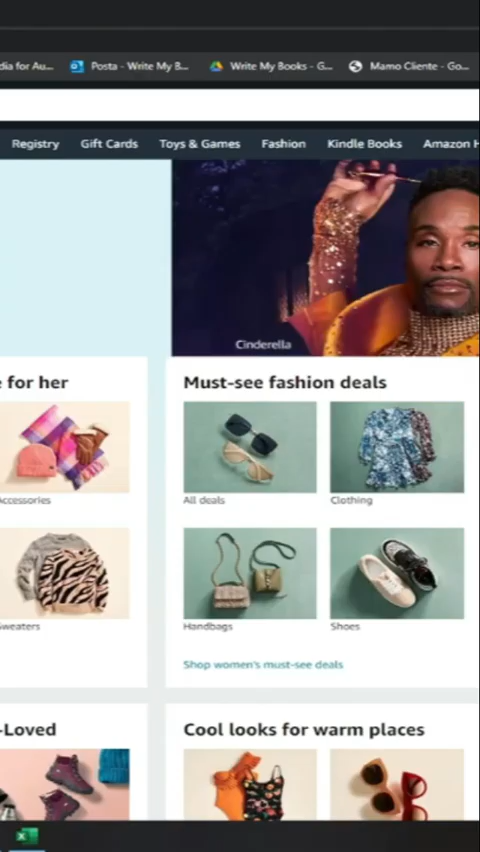 dia for Au... Posta - Write My B... Write My Books - G... Mamo Cliente - Go...
Registry Gift Cards Toys & Games Fashion Kindle Books Amazon H
Cinderella
e for her
Accessories
Sweaters
Must-see fashion deals
All deals Clothing
Handbags Shoes
Shop women's must-see deals
-Loved
Cool looks for warm places